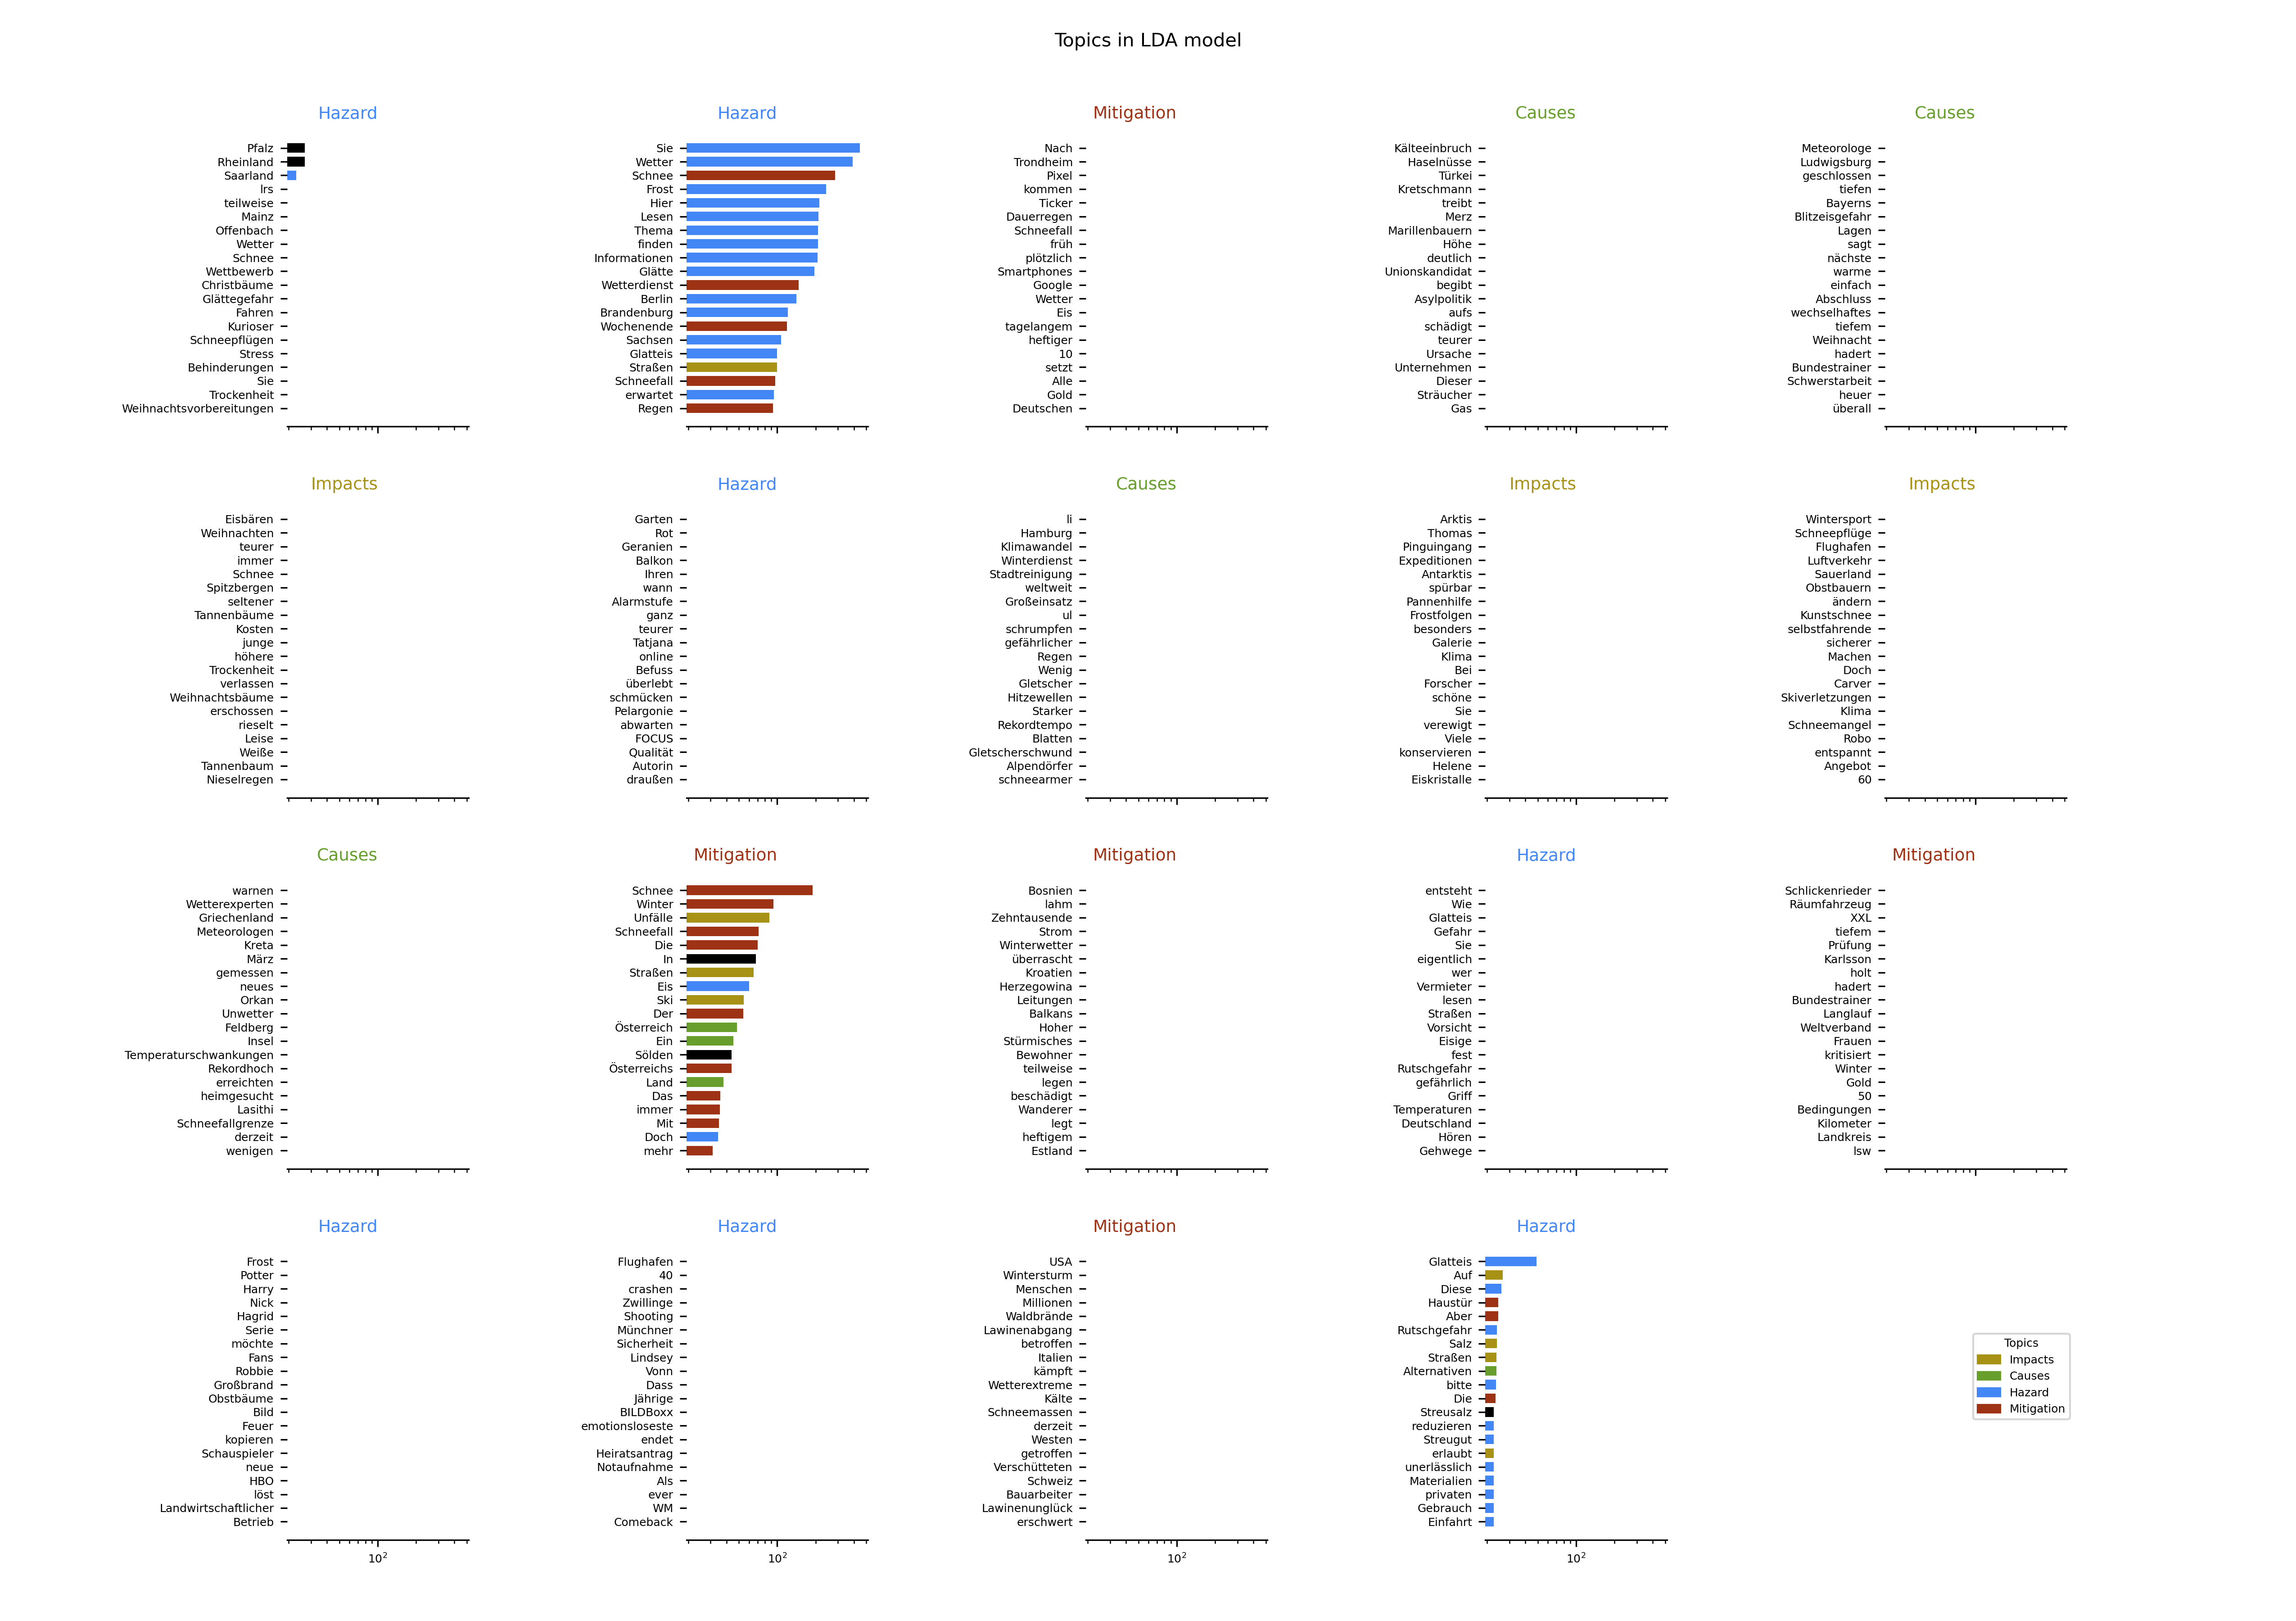 Topics in LDA model
Hazard
Pfalz
Rheinland
Saarland
lrs
teilweise
Mainz
Offenbach
Wetter
Schnee
Wettbewerb
Christbäume
Glättegefahr
Fahren
Kurioser
Schneepflügen
Stress
Behinderungen
Sie
Trockenheit
Weihnachtsvorbereitungen
Hazard
Sie
Wetter
Schnee
Frost
Hier
Lesen
Thema
finden
Informationen
Glätte
Wetterdienst
Berlin
Brandenburg
Wochenende
Sachsen
Glatteis
Straßen
Schneefall
erwartet
Regen
Mitigation
Nach
Trondheim
Pixel
kommen
Ticker
Dauerregen
Schneefall
früh
plötzlich
Smartphones
Google
Wetter
Eis
tagelangem
heftiger
10
setzt
Alle
Gold
Deutschen
Causes
Kälteeinbruch
Haselnüsse
Türkei
Kretschmann
treibt
Merz
Marillenbauern
Höhe
deutlich
Unionskandidat
begibt
Asylpolitik
aufs
schädigt
teurer
Ursache
Unternehmen
Dieser
Sträucher
Gas
Causes
Meteorologe
Ludwigsburg
geschlossen
tiefen
Bayerns
Blitzeisgefahr
Lagen
sagt
nächste
warme
einfach
Abschluss
wechselhaftes
tiefem
Weihnacht
hadert
Bundestrainer
Schwerstarbeit
heuer
überall
Impacts
Eisbären
Weihnachten
teurer
immer
Schnee
Spitzbergen
seltener
Tannenbäume
Kosten
junge
höhere
Trockenheit
verlassen
Weihnachtsbäume
erschossen
rieselt
Leise
Weiße
Tannenbaum
Nieselregen
Hazard
Garten
Rot
Geranien
Balkon
Ihren
wann
Alarmstufe
ganz
teurer
Tatjana
online
Befuss
überlebt
schmücken
Pelargonie
abwarten
FOCUS
Qualität
Autorin
draußen
Causes
li
Hamburg
Klimawandel
Winterdienst
Stadtreinigung
weltweit
Großeinsatz
ul
schrumpfen
gefährlicher
Regen
Wenig
Gletscher
Hitzewellen
Starker
Rekordtempo
Blatten
Gletscherschwund
Alpendörfer
schneearmer
Impacts
Arktis
Thomas
Pinguingang
Expeditionen
Antarktis
spürbar
Pannenhilfe
Frostfolgen
besonders
Galerie
Klima
Bei
Forscher
schöne
Sie
verewigt
Viele
konservieren
Helene
Eiskristalle
Impacts
Wintersport
Schneepflüge
Flughafen
Luftverkehr
Sauerland
Obstbauern
ändern
Kunstschnee
selbstfahrende
sicherer
Machen
Doch
Carver
Skiverletzungen
Klima
Schneemangel
Robo
entspannt
Angebot
60
Causes
warnen
Wetterexperten
Griechenland
Meteorologen
Kreta
März
gemessen
neues
Orkan
Unwetter
Feldberg
Insel
Temperaturschwankungen
Rekordhoch
erreichten
heimgesucht
Lasithi
Schneefallgrenze
derzeit
wenigen
Mitigation
Schnee
Winter
Unfälle
Schneefall
Die
In
Straßen
Eis
Ski
Der
Österreich
Ein
Sölden
Österreichs
Land
Das
immer
Mit
Doch
mehr
Mitigation
Bosnien
lahm
Zehntausende
Strom
Winterwetter
überrascht
Kroatien
Herzegowina
Leitungen
Balkans
Hoher
Stürmisches
Bewohner
teilweise
legen
beschädigt
Wanderer
legt
heftigem
Estland
Hazard
entsteht
Wie
Glatteis
Gefahr
Sie
eigentlich
wer
Vermieter
lesen
Straßen
Vorsicht
Eisige
fest
Rutschgefahr
gefährlich
Griff
Temperaturen
Deutschland
Hören
Gehwege
Mitigation
Schlickenrieder
Räumfahrzeug
XXL
tiefem
Prüfung
Karlsson
holt
hadert
Bundestrainer
Langlauf
Weltverband
Frauen
kritisiert
Winter
Gold
50
Bedingungen
Kilometer
Landkreis
lsw
Hazard
Frost
Potter
Harry
Nick
Hagrid
Serie
möchte
Fans
Robbie
Großbrand
Obstbäume
Bild
Feuer
kopieren
Schauspieler
neue
HBO
löst
Landwirtschaftlicher
Betrieb
10²
Hazard
Flughafen
40
crashen
Zwillinge
Shooting
Münchner
Sicherheit
Lindsey
Vonn
Dass
Jährige
BILDBoxx
emotionsloseste
endet
Heiratsantrag
Notaufnahme
Als
ever
WM
Comeback
10²
Mitigation
USA
Wintersturm
Menschen
Millionen
Waldbrände
Lawinenabgang
betroffen
Italien
kämpft
Wetterextreme
Kälte
Schneemassen
derzeit
Westen
getroffen
Verschütteten
Schweiz
Bauarbeiter
Lawinenunglück
erschwert
10²
Hazard
Glatteis
Auf
Diese
Haustür
Aber
Rutschgefahr
Salz
Straßen
Alternativen
bitte
Die
Streusalz
reduzieren
Streugut
erlaubt
unerlässlich
Materialien
privaten
Gebrauch
Einfahrt
10²
Topics
Impacts
Causes
Hazard
Mitigation